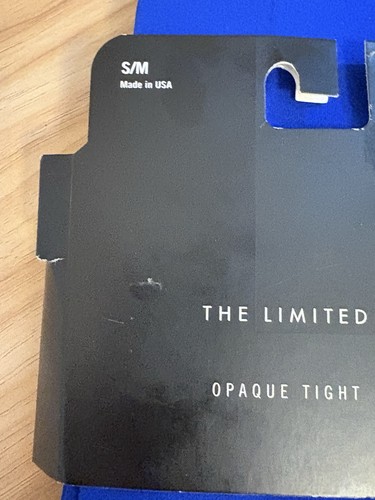 S/M
Made in USA
THE LIMITED
OPAQUE TIGHT